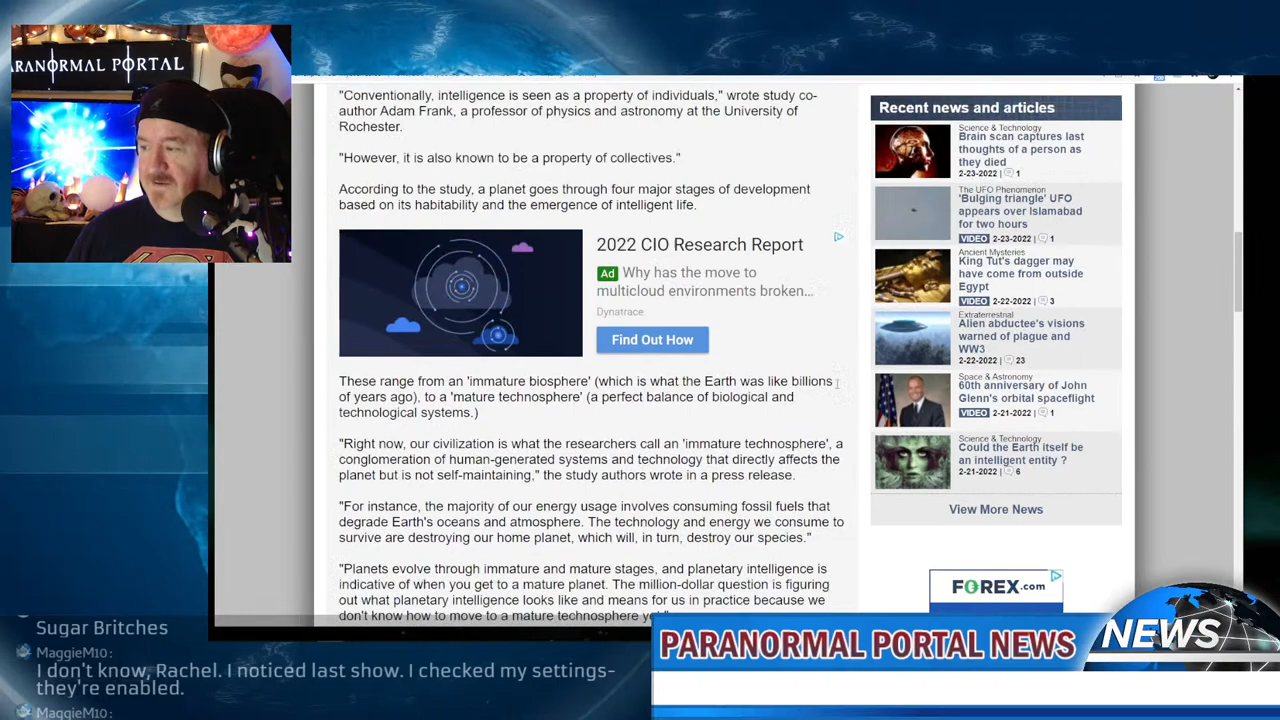 PARANORMAL PORTAL
"Conventionally, intelligence is seen as a property of individuals," wrote study co-
author Adam Frank, a professor of physics and astronomy at the University of
Rochester.
"However, it is also known to be a property of collectives."
According to the study, a planet goes through four major stages of development
based on its habitability and the emergence of intelligent life.
2022 CIO Research Report
Ad Why has the move to
multicloud environments broken...
Dynatrace
Find Out How
These range from an 'immature biosphere' (which is what the Earth was like billions
of years ago), to a 'mature technosphere' (a perfect balance of biological and
technological systems.)
"Right now, our civilization is what the researchers call an 'immature technosphere', a
conglomeration of human-generated systems and technology that directly affects the
planet but is not self-maintaining," the study authors wrote in a press release.
"For instance, the majority of our energy usage involves consuming fossil fuels that
degrade Earth's oceans and atmosphere. The technology and energy we consume to
survive are destroying our home planet, which will, in turn, destroy our species."
"Planets evolve through immature and mature stages, and planetary intelligence is
indicative of when you get to a mature planet. The million-dollar question is figuring
out what planetary intelligence looks like and means for us in practice because we
don't know how to move to a mature technosphere
Recent news and articles
Science & Technology
Brain scan captures last
thoughts of a person as
they died
2-23-2022 | 1
The UFO Phenomenon
'Bulging triangle' UFO
appears over Islamabad
for two hours
VIDEO 2-23-2022 | 1
Ancient Mysteries
King Tut's dagger may
have come from outside
Egypt
VIDEO 2-22-2022 | 3
Extraterrestrial
Alien abductee's visions
warned of plague and
WW3
2-22-2022 | 23
Space & Astronomy
60th anniversary of John
Glenn's orbital spaceflight
VIDEO 2-21-2022 | 1
Science & Technology
Could the Earth itself be
an intelligent entity ?
2-21-2022 | 6
View More News
FOREX.com
Sugar Britches
MaggieM10:
I don't know, Rachel. I noticed last show. I checked my settings-
they're enabled.
MaggieM10:
PARANORMAL PORTAL NEWS
NEWS